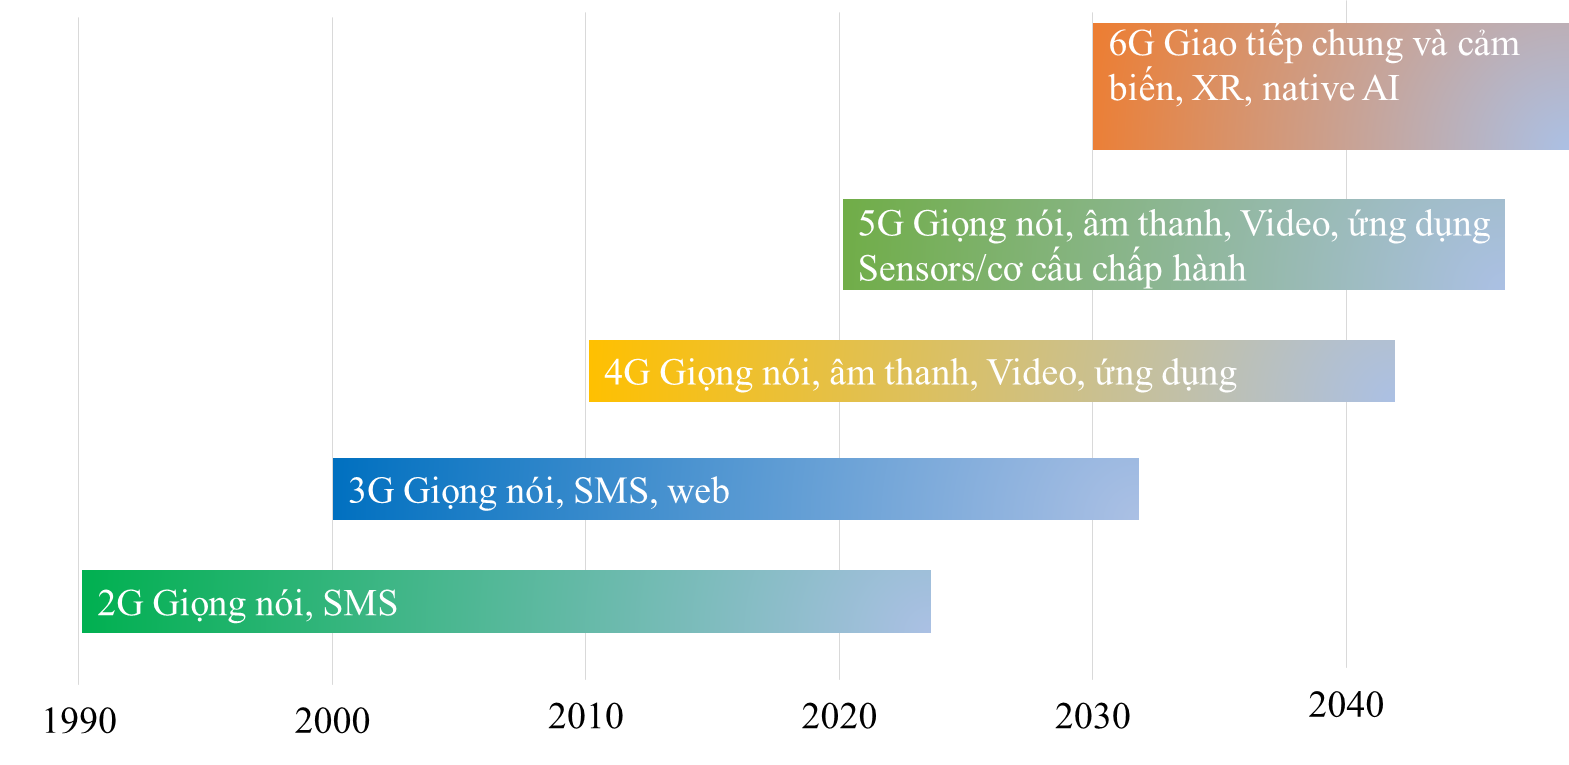 6G Giao tiếp chung và cảm
biến, XR, native AI
5G Giọng nói, âm thanh, Video, ứng dụng
Sensors/cơ cấu chấp hành
4G Giọng nói, âm thanh, Video, ứng dụng
3G Giọng nói, SMS, web
2G Giọng nói, SMS
1990 2000 2010 2020 2030 2040